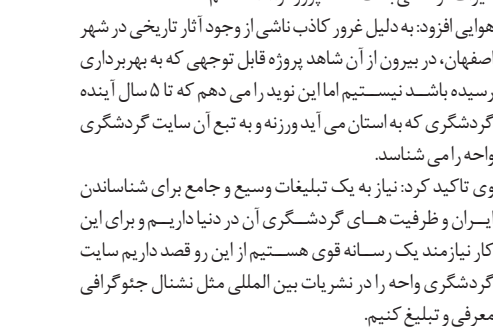 هوایی افزود: به دلیل غرور کاذب ناشی از وجود آثار تاریخی در شهر
اصفهان، در بیرون از آن شاهد پروژه قابل توجهی که به بهره‌برداری
رسیده باشد نیستیم اما این نوید را می دهم که تا ۵ سال آینده
گردشگری که به استان می آید ورزنه و به تبع آن سایت گردشگری
واحه را می شناسد.
وی تاکید کرد: نیاز به یک تبلیغات وسیع و جامع برای شناساندن
ایران و ظرفیت های گردشگری آن در دنیا داریم و برای این
کار نیازمند یک رسانه قوی هستیم از این رو قصد داریم سایت
گردشگری واحه را در نشریات بین المللی مثل نشنال جئوگرافی
معرفی و تبلیغ کنیم.